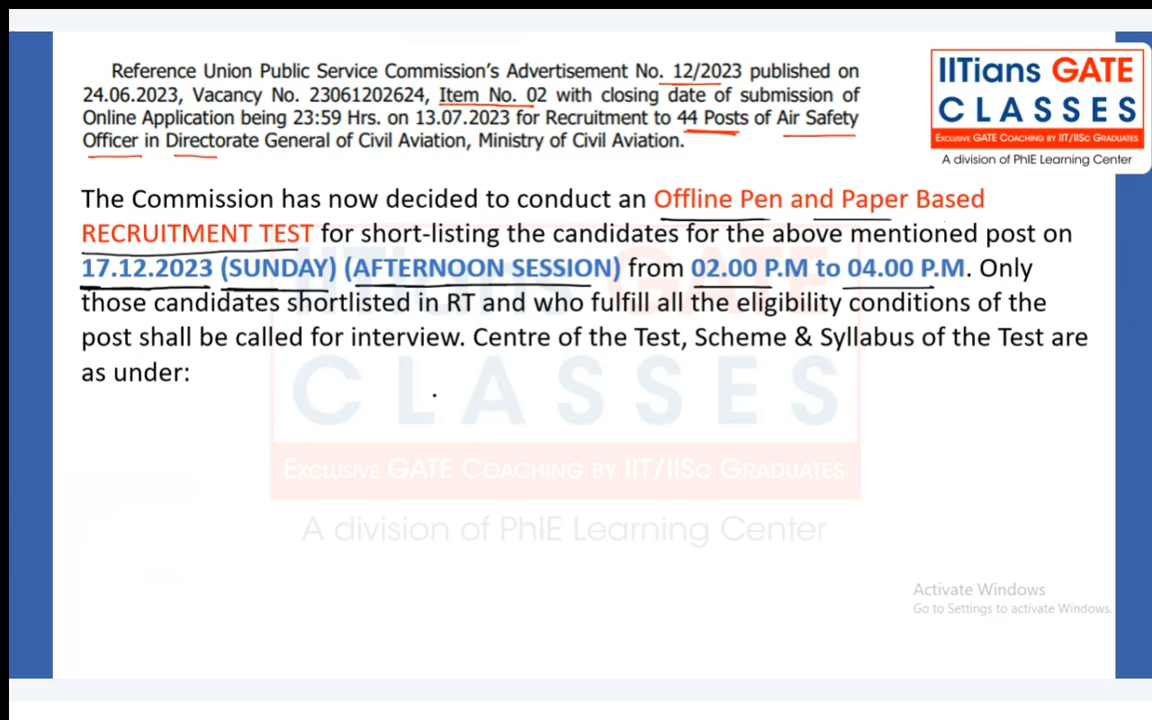 Reference Union Public Service Commission's Advertisement No. 12/2023 published on
24.06.2023, Vacancy No. 23061202624, Item No. 02 with closing date of submission of
Online Application being 23:59 Hrs. on 13.07.2023 for Recruitment to 44 Posts of Air Safety
Officer in Directorate General of Civil Aviation, Ministry of Civil Aviation.
IITians GATE
CLASSES
EXCLUSIVE GATE COACHING BY IIT/IISc GRADUATES
A division of PhIE Learning Center
The Commission has now decided to conduct an Offline Pen and Paper Based
RECRUITMENT TEST for short-listing the candidates for the above mentioned post on
17.12.2023 (SUNDAY) (AFTERNOON SESSION) from 02.00 P.M to 04.00 P.M. Only
those candidates shortlisted in RT and who fulfill all the eligibility conditions of the
post shall be called for interview. Centre of the Test, Scheme & Syllabus of the Test are
as under:
IITians GATE
CLASSES
EXCLUSIVE GATE COACHING BY IIT/IISc GRADUATES
A division of PhIE Learning Center
Activate Windows
Go to Settings to activate Windows.